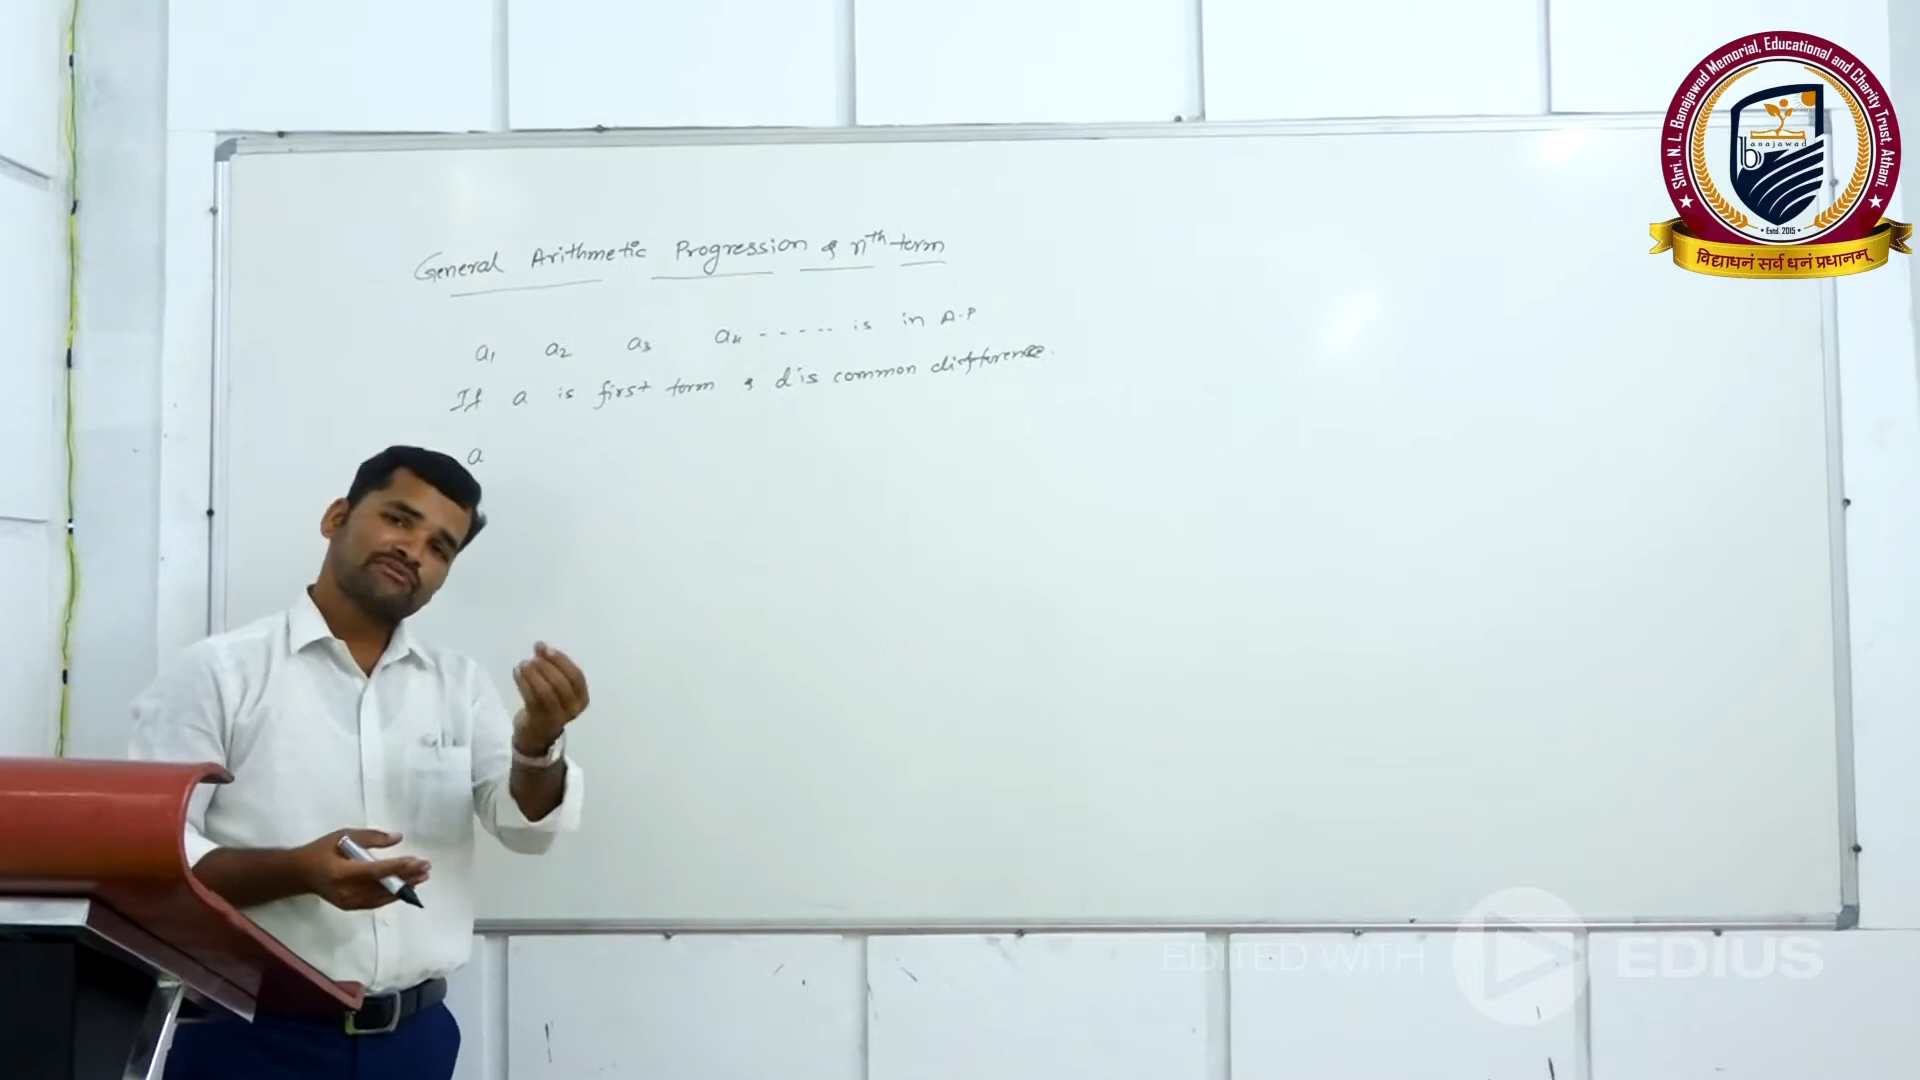 General Arithmetic Progression & nth term
a1 a2 a3 a4 ------ is in A.P
If a is first term & d is common difference.
a
Shri. N. L. Banajawad Memorial, Educational and Charity Trust, Athani.
banajawad
Estd. 2015
विद्याधनं सर्व धनं प्रधानम्
EDITED WITH EDIUS